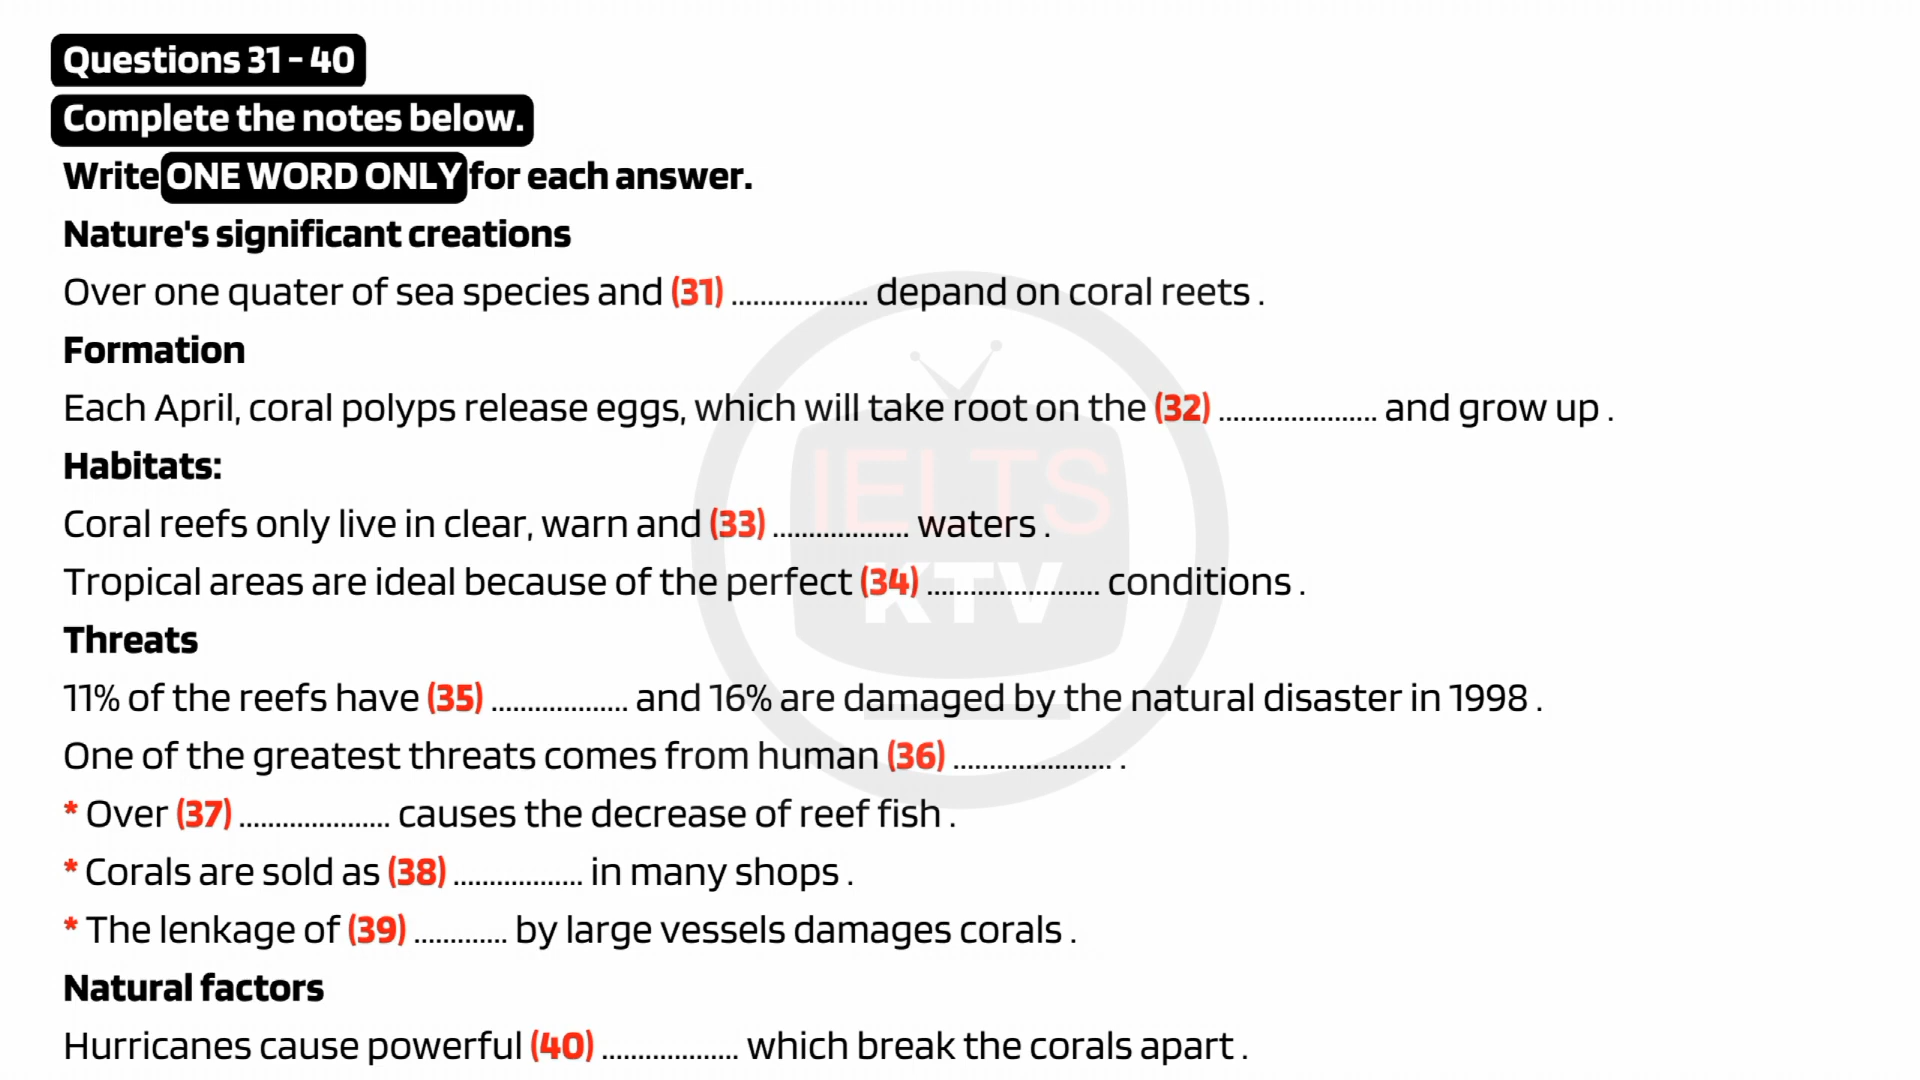 Questions 31 - 40
Complete the notes below.
Write ONE WORD ONLY for each answer.
Nature's significant creations
Over one quater of sea species and (31) ................... depand on coral reets .
Formation
Each April, coral polyps release eggs, which will take root on the (32) ...................... and grow up .
Habitats:
Coral reefs only live in clear, warn and (33) ................... waters .
Tropical areas are ideal because of the perfect (34) ........................ conditions .
Threats
11% of the reefs have (35) ................... and 16% are damaged by the natural disaster in 1998 .
One of the greatest threats comes from human (36) ...................... .
* Over (37) ..................... causes the decrease of reef fish .
* Corals are sold as (38) .................. in many shops .
* The lenkage of (39) ............. by large vessels damages corals .
Natural factors
Hurricanes cause powerful (40) ................... which break the corals apart .
IELTS
KTV